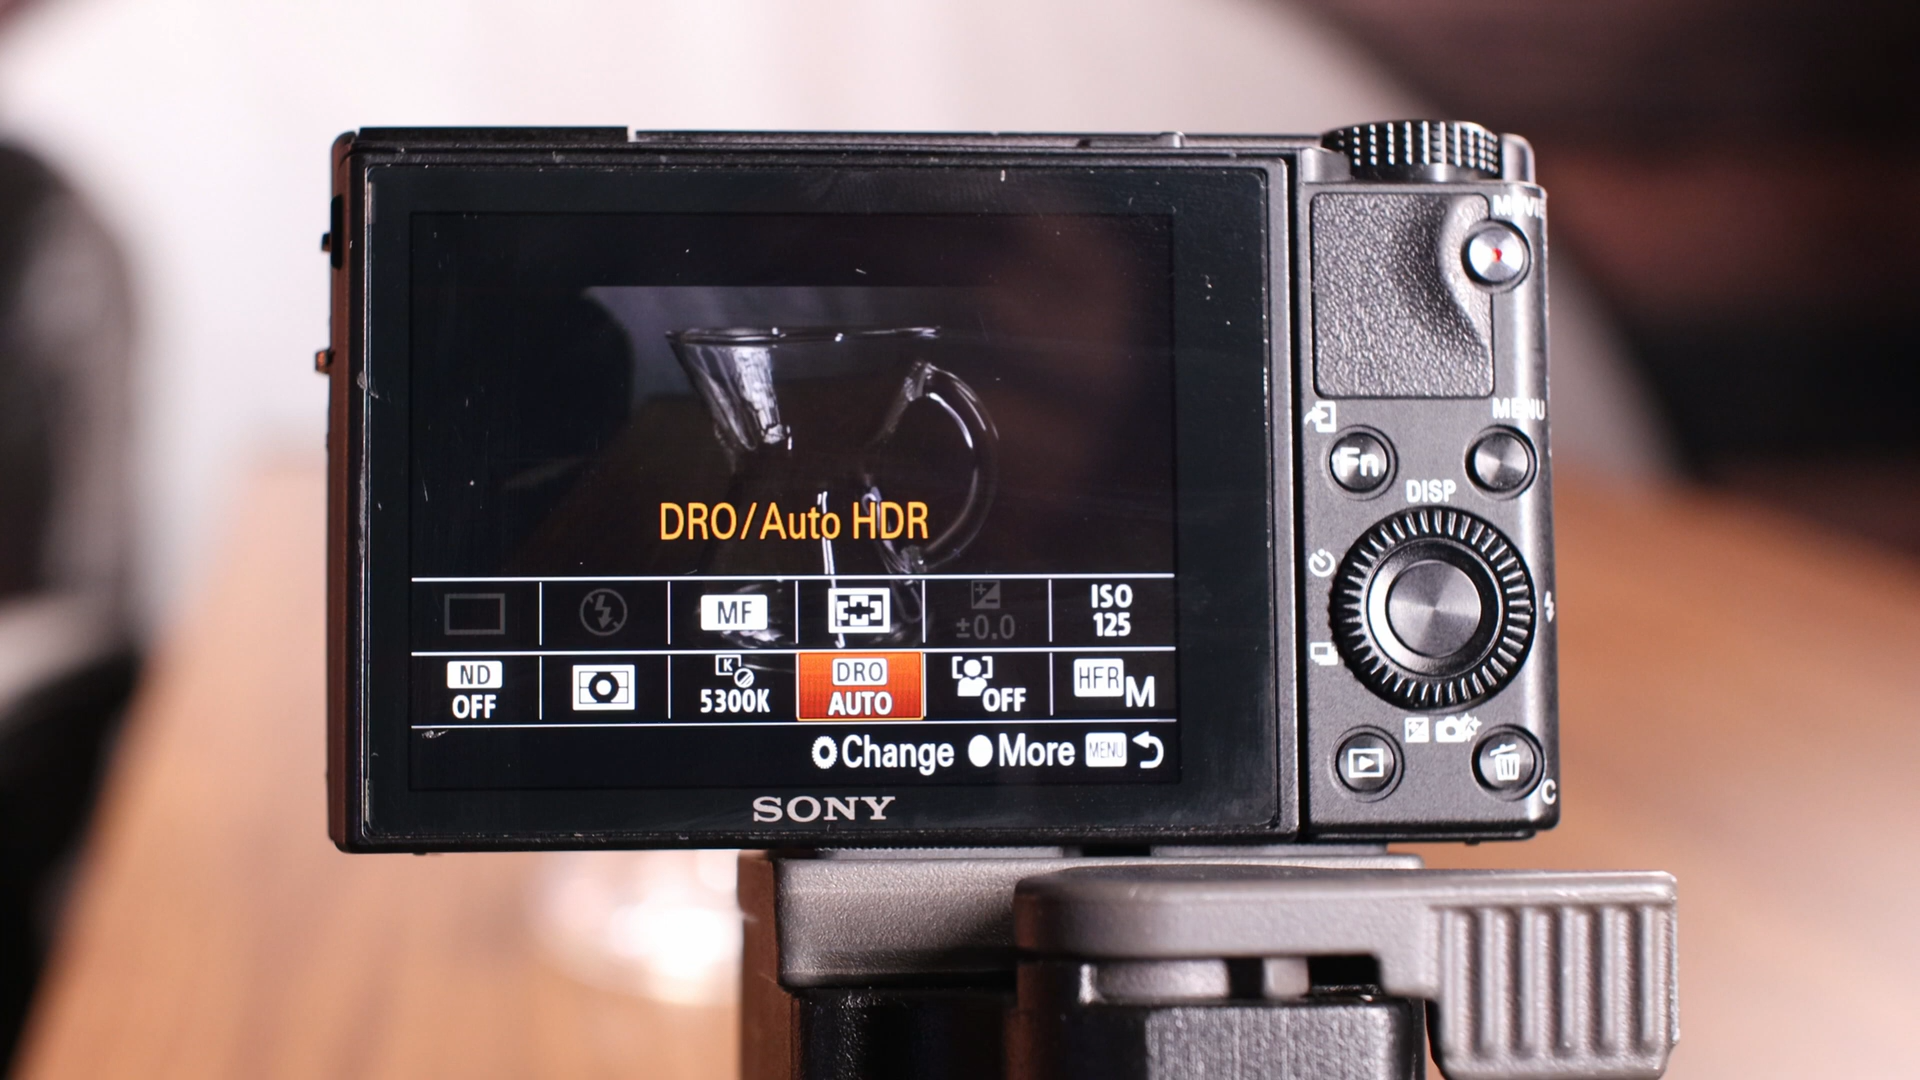 DRO/Auto HDR
MF
±0.0
ISO
125
ND
OFF
K
5300K
DRO
AUTO
OFF
HFR M
Change More MENU
SONY
MOVIE
MENU
Fn
DISP
C